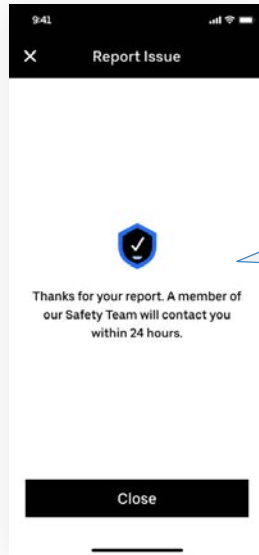 9:41
Report Issue
Thanks for your report. A member of
our Safety Team will contact you
within 24 hours.
Close